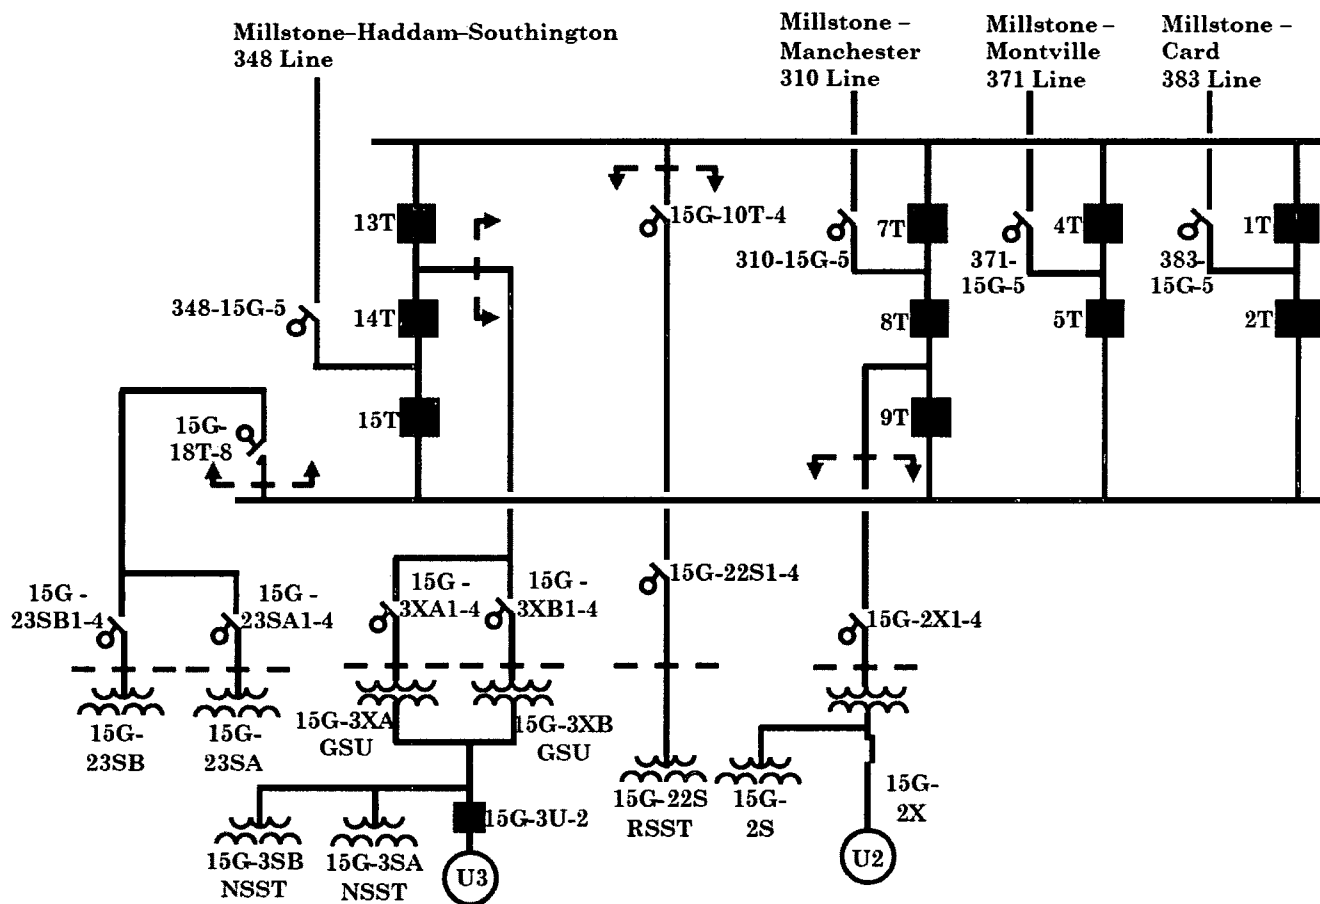 Millstone–Haddam–Southington
348 Line
Millstone –
Manchester
310 Line
Millstone –
Montville
371 Line
Millstone –
Card
383 Line
13T
15G-10T-4
7T
4T
1T
310-15G-5
371-
15G-5
383-
15G-5
348-15G-5
14T
8T
5T
2T
15T
9T
15G-
18T-8
15G -
23SB1-4
15G -
23SA1-4
15G -
3XA1-4
15G -
3XB1-4
15G-22S1-4
15G-2X1-4
15G-
23SB
15G-
23SA
15G-3XA
GSU
15G-3XB
GSU
15G-22S
RSST
15G-
2S
15G-
2X
15G-3U-2
15G-3SB
NSST
15G-3SA
NSST
U3
U2